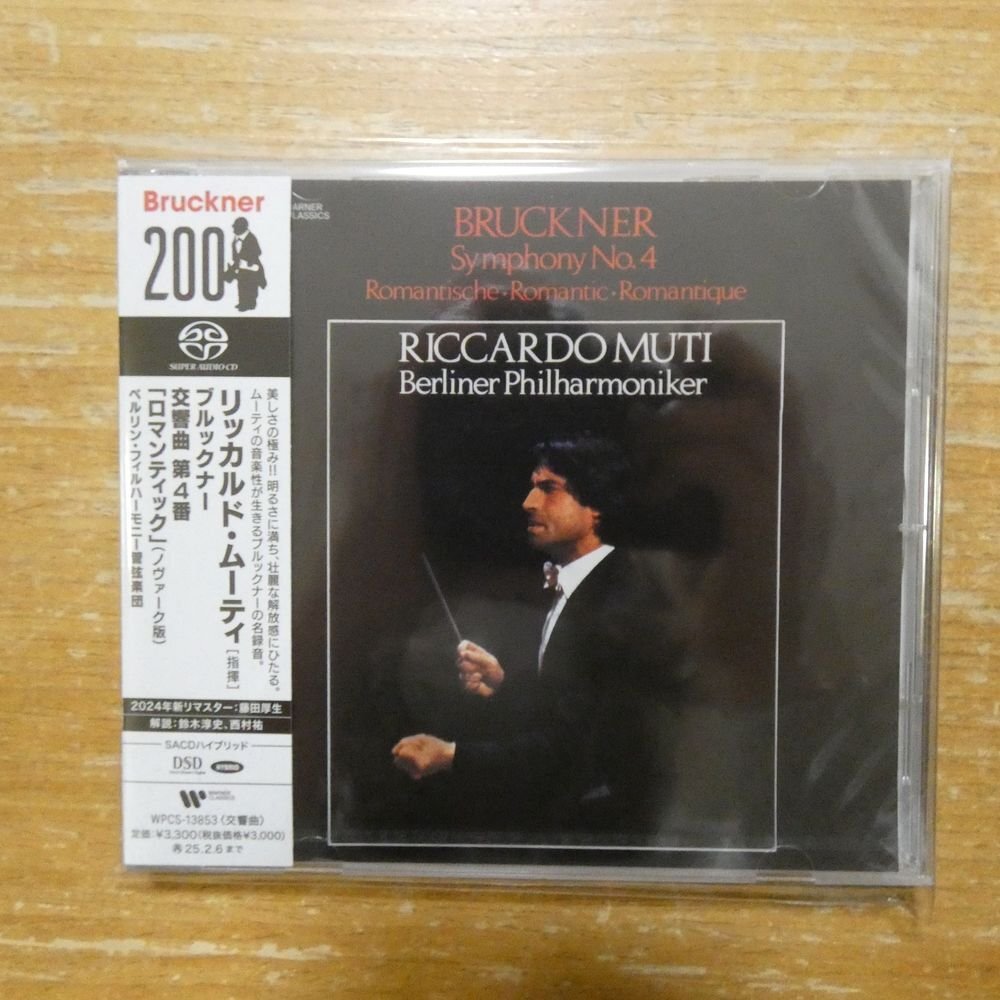 Bruckner
200
SUPER AUDIO CD
美しさの極み!! 明るさに満ち、壮麗な解放感にひたる。
ムーティの音楽性が生きるブルックナーの名録音。
リッカルド・ムーティ[指揮]
ブルックナー
交響曲 第4番
「ロマンティック」(ノヴァーク版)
ベルリン・フィルハーモニー管弦楽団
2024年新リマスター:藤田厚生
解説:鈴木淳史、西村祐
SACDハイブリッド
DSD
STEREO
WARNER CLASSICS
WPCS-13853〈交響曲〉
定価:¥3,300(税抜価格¥3,000)
25.2.6まで
WARNER
CLASSICS
BRUCKNER
Symphony No.4
Romantische·Romantic·Romantique
RICCARDO MUTI
Berliner Philharmoniker